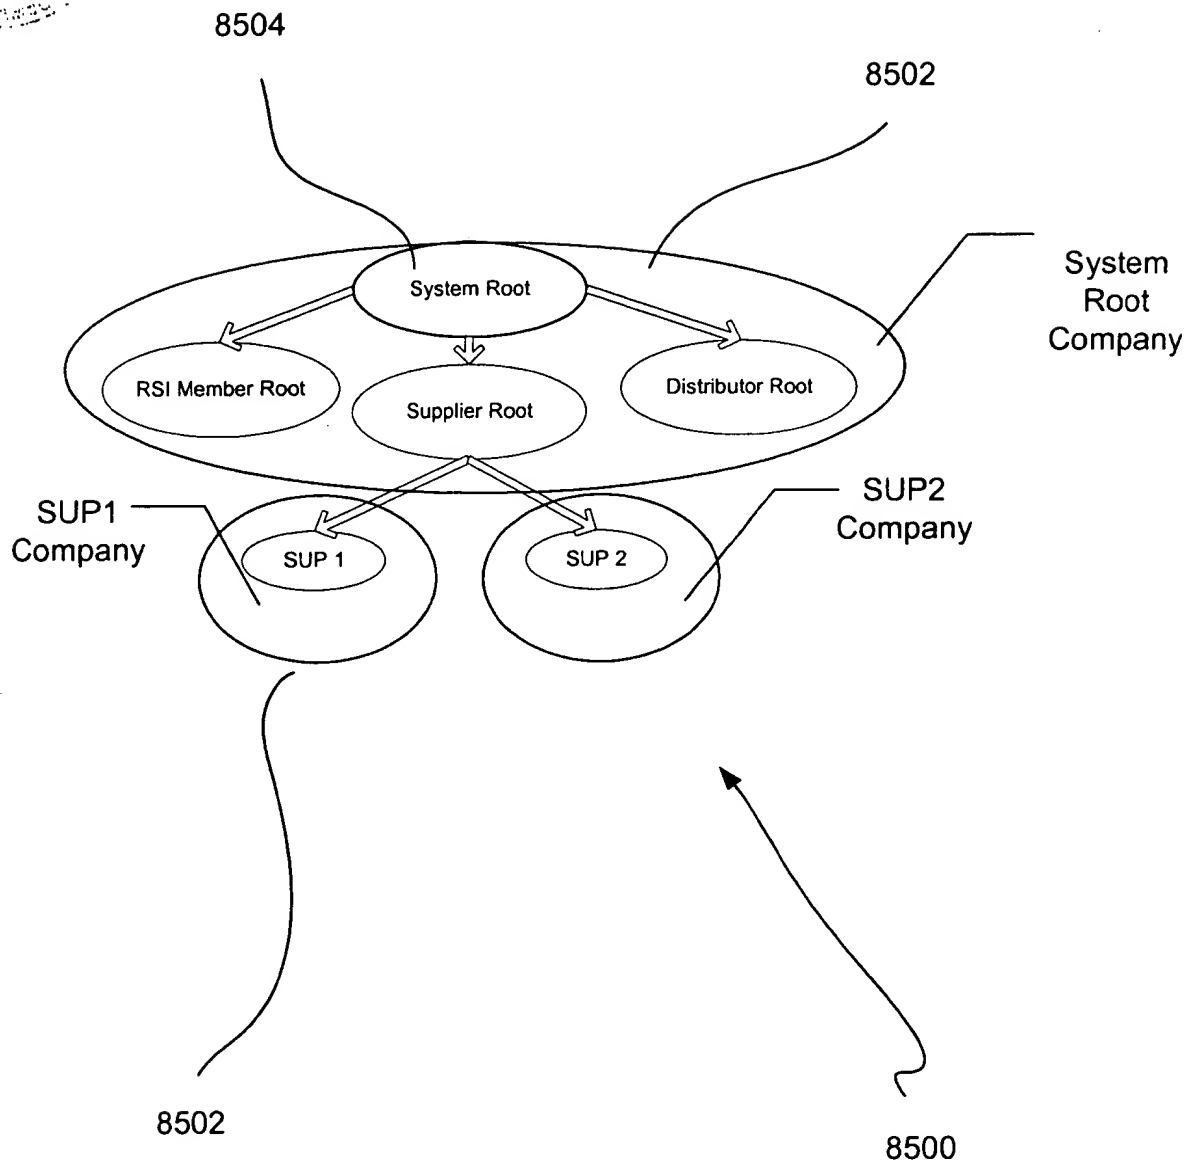 8504
8502
System
Root
Company
System Root
RSI Member Root
Supplier Root
Distributor Root
SUP1
Company
SUP2
Company
SUP 1
SUP 2
8502
8500